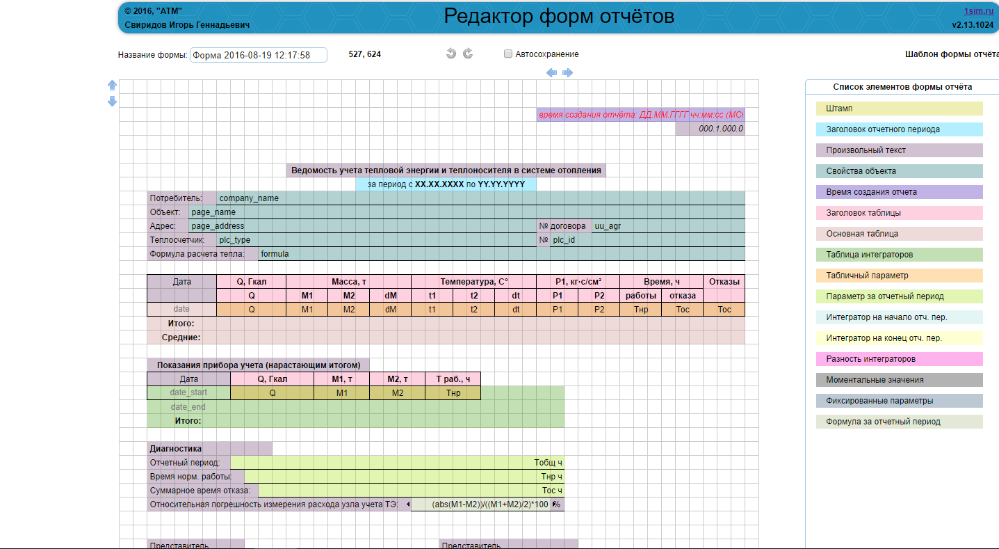 © 2016, "АТМ"
Свиридов Игорь Геннадьевич
Редактор форм отчётов
1sim.ru
v2.13.1024
Название формы: Форма 2016-08-19 12:17:58 527, 624 Автосохранение Шаблон формы отчёта
время создания отчёта: ДД.ММ.ГГГГ чч:мм:сс (МСК
000.1.000.0
Ведомость учета тепловой энергии и теплоносителя в системе отопления
за период с XX.XX.XXXX по YY.YY.YYYY
Потребитель: company_name
Объект: page_name
Адрес: page_address № договора uu_agr
Теплосчетчик: plc_type № plc_id
Формула расчета тепла: formula
Дата Q, Гкал Масса, т Температура, С° Р1, кг·с/см² Время, ч Отказы
Q M1 M2 dM t1 t2 dt P1 P2 работы отказа
date Q M1 M2 dM t1 t2 dt P1 P2 Тнр Тос Тос
Итого:
Средние:
Показания прибора учета (нарастающим итогом)
Дата Q, Гкал М1, т М2, т Т раб., ч
date_start Q M1 M2 Тнр
date_end
Итого:
Диагностика
Отчетный период: Тобщ ч
Время норм. работы: Тнр ч
Суммарное время отказа: Тос ч
Относительная погрешность измерения расхода узла учета ТЭ: (abs(M1-M2))/((M1+M2)/2)*100 %
Представитель Представитель
Список элементов формы отчёта
Штамп
Заголовок отчетного периода
Произвольный текст
Свойства объекта
Время создания отчета
Заголовок таблицы
Основная таблица
Таблица интеграторов
Табличный параметр
Параметр за отчетный период
Интегратор на начало отч. пер.
Интегратор на конец отч. пер.
Разность интеграторов
Моментальные значения
Фиксированные параметры
Формула за отчетный период